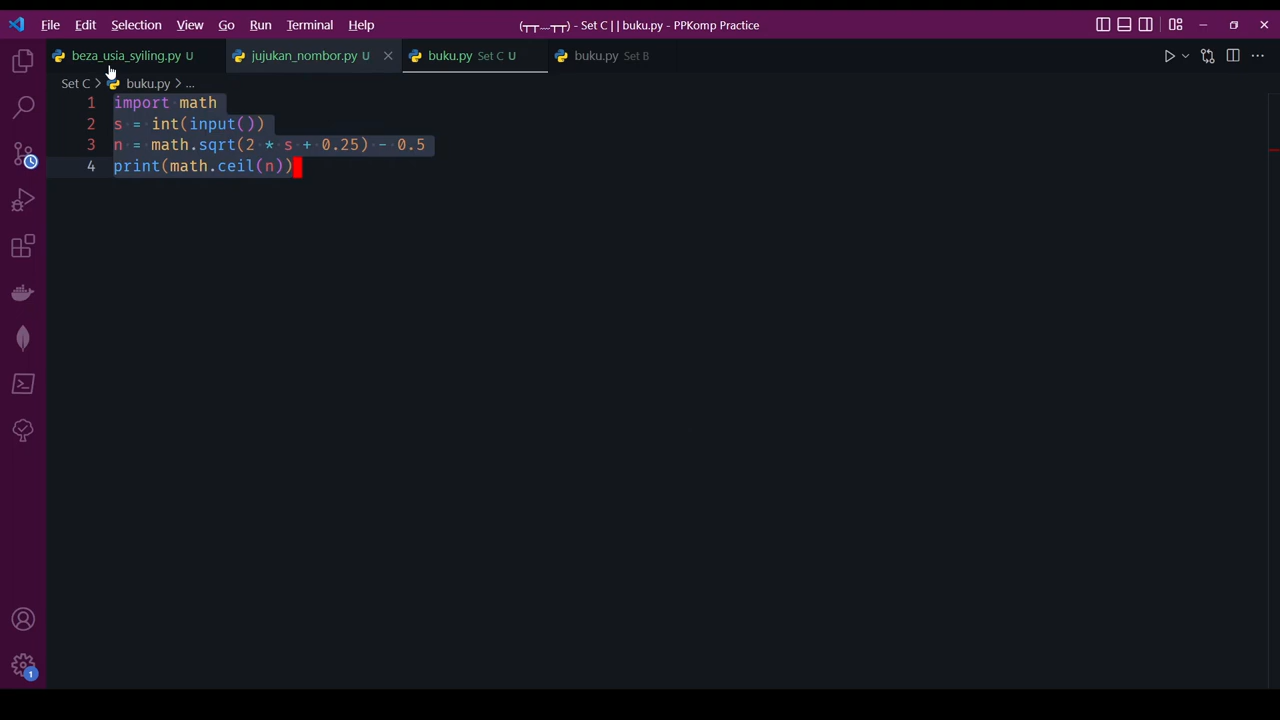 File Edit Selection View Go Run Terminal Help (┬┬﹏┬┬) - Set C | | buku.py - PPKomp Practice
beza_usia_syiling.py U jujukan_nombor.py U buku.py Set C U buku.py Set B
Set C > buku.py > ...
1 import math
2 s = int(input())
3 n = math.sqrt(2 * s + 0.25) - 0.5
4 print(math.ceil(n))
1